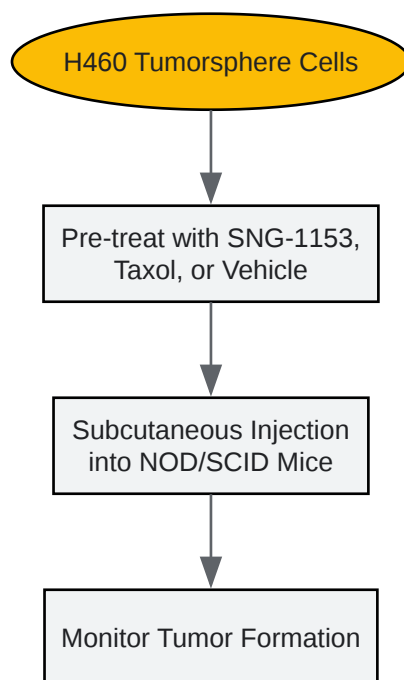 H460 Tumorsphere Cells
Pre-treat with SNG-1153,
Taxol, or Vehicle
Subcutaneous Injection
into NOD/SCID Mice
Monitor Tumor Formation